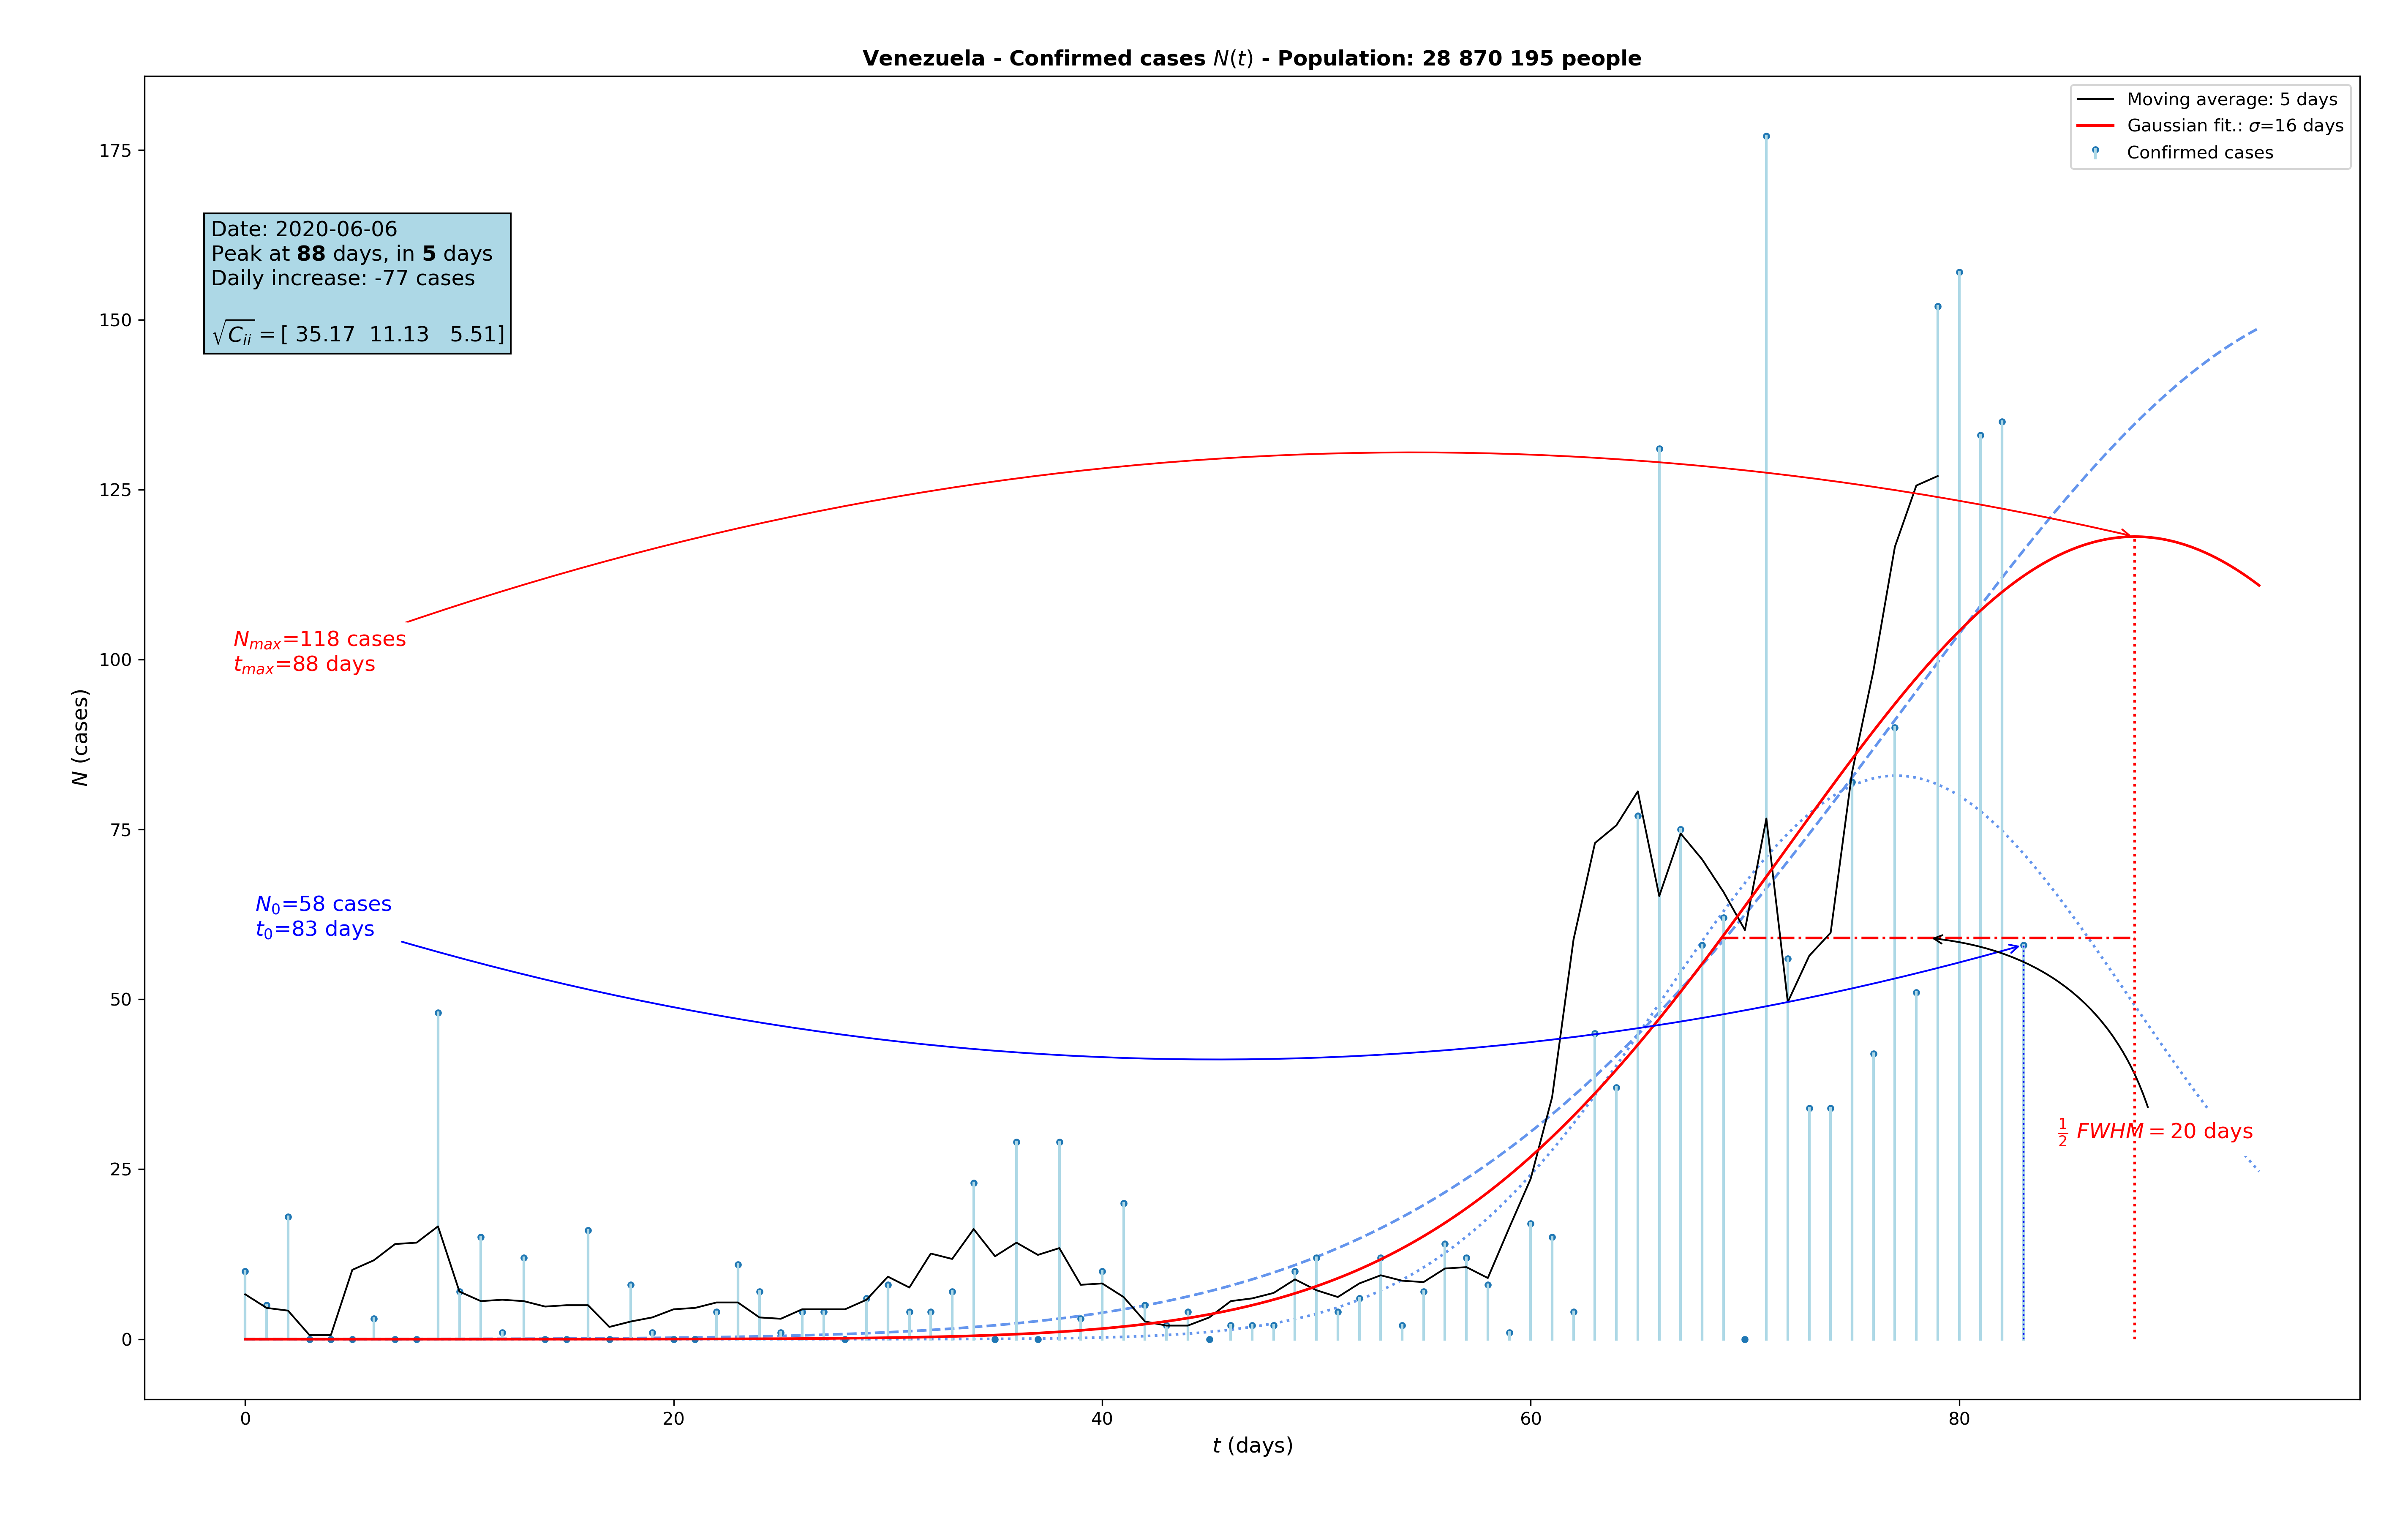 Venezuela - Confirmed cases N(t) - Population: 28 870 195 people
Moving average: 5 days
Gaussian fit.: σ=16 days
Confirmed cases
Date: 2020-06-06
Peak at 88 days, in 5 days
Daily increase: -77 cases
√C_ii = [ 35.17 11.13 5.51]
N_max=118 cases
t_max=88 days
N_0=58 cases
t_0=83 days
1/2 FWHM = 20 days
N (cases)
175
150
125
100
75
50
25
0
0 20 40 60 80
t (days)